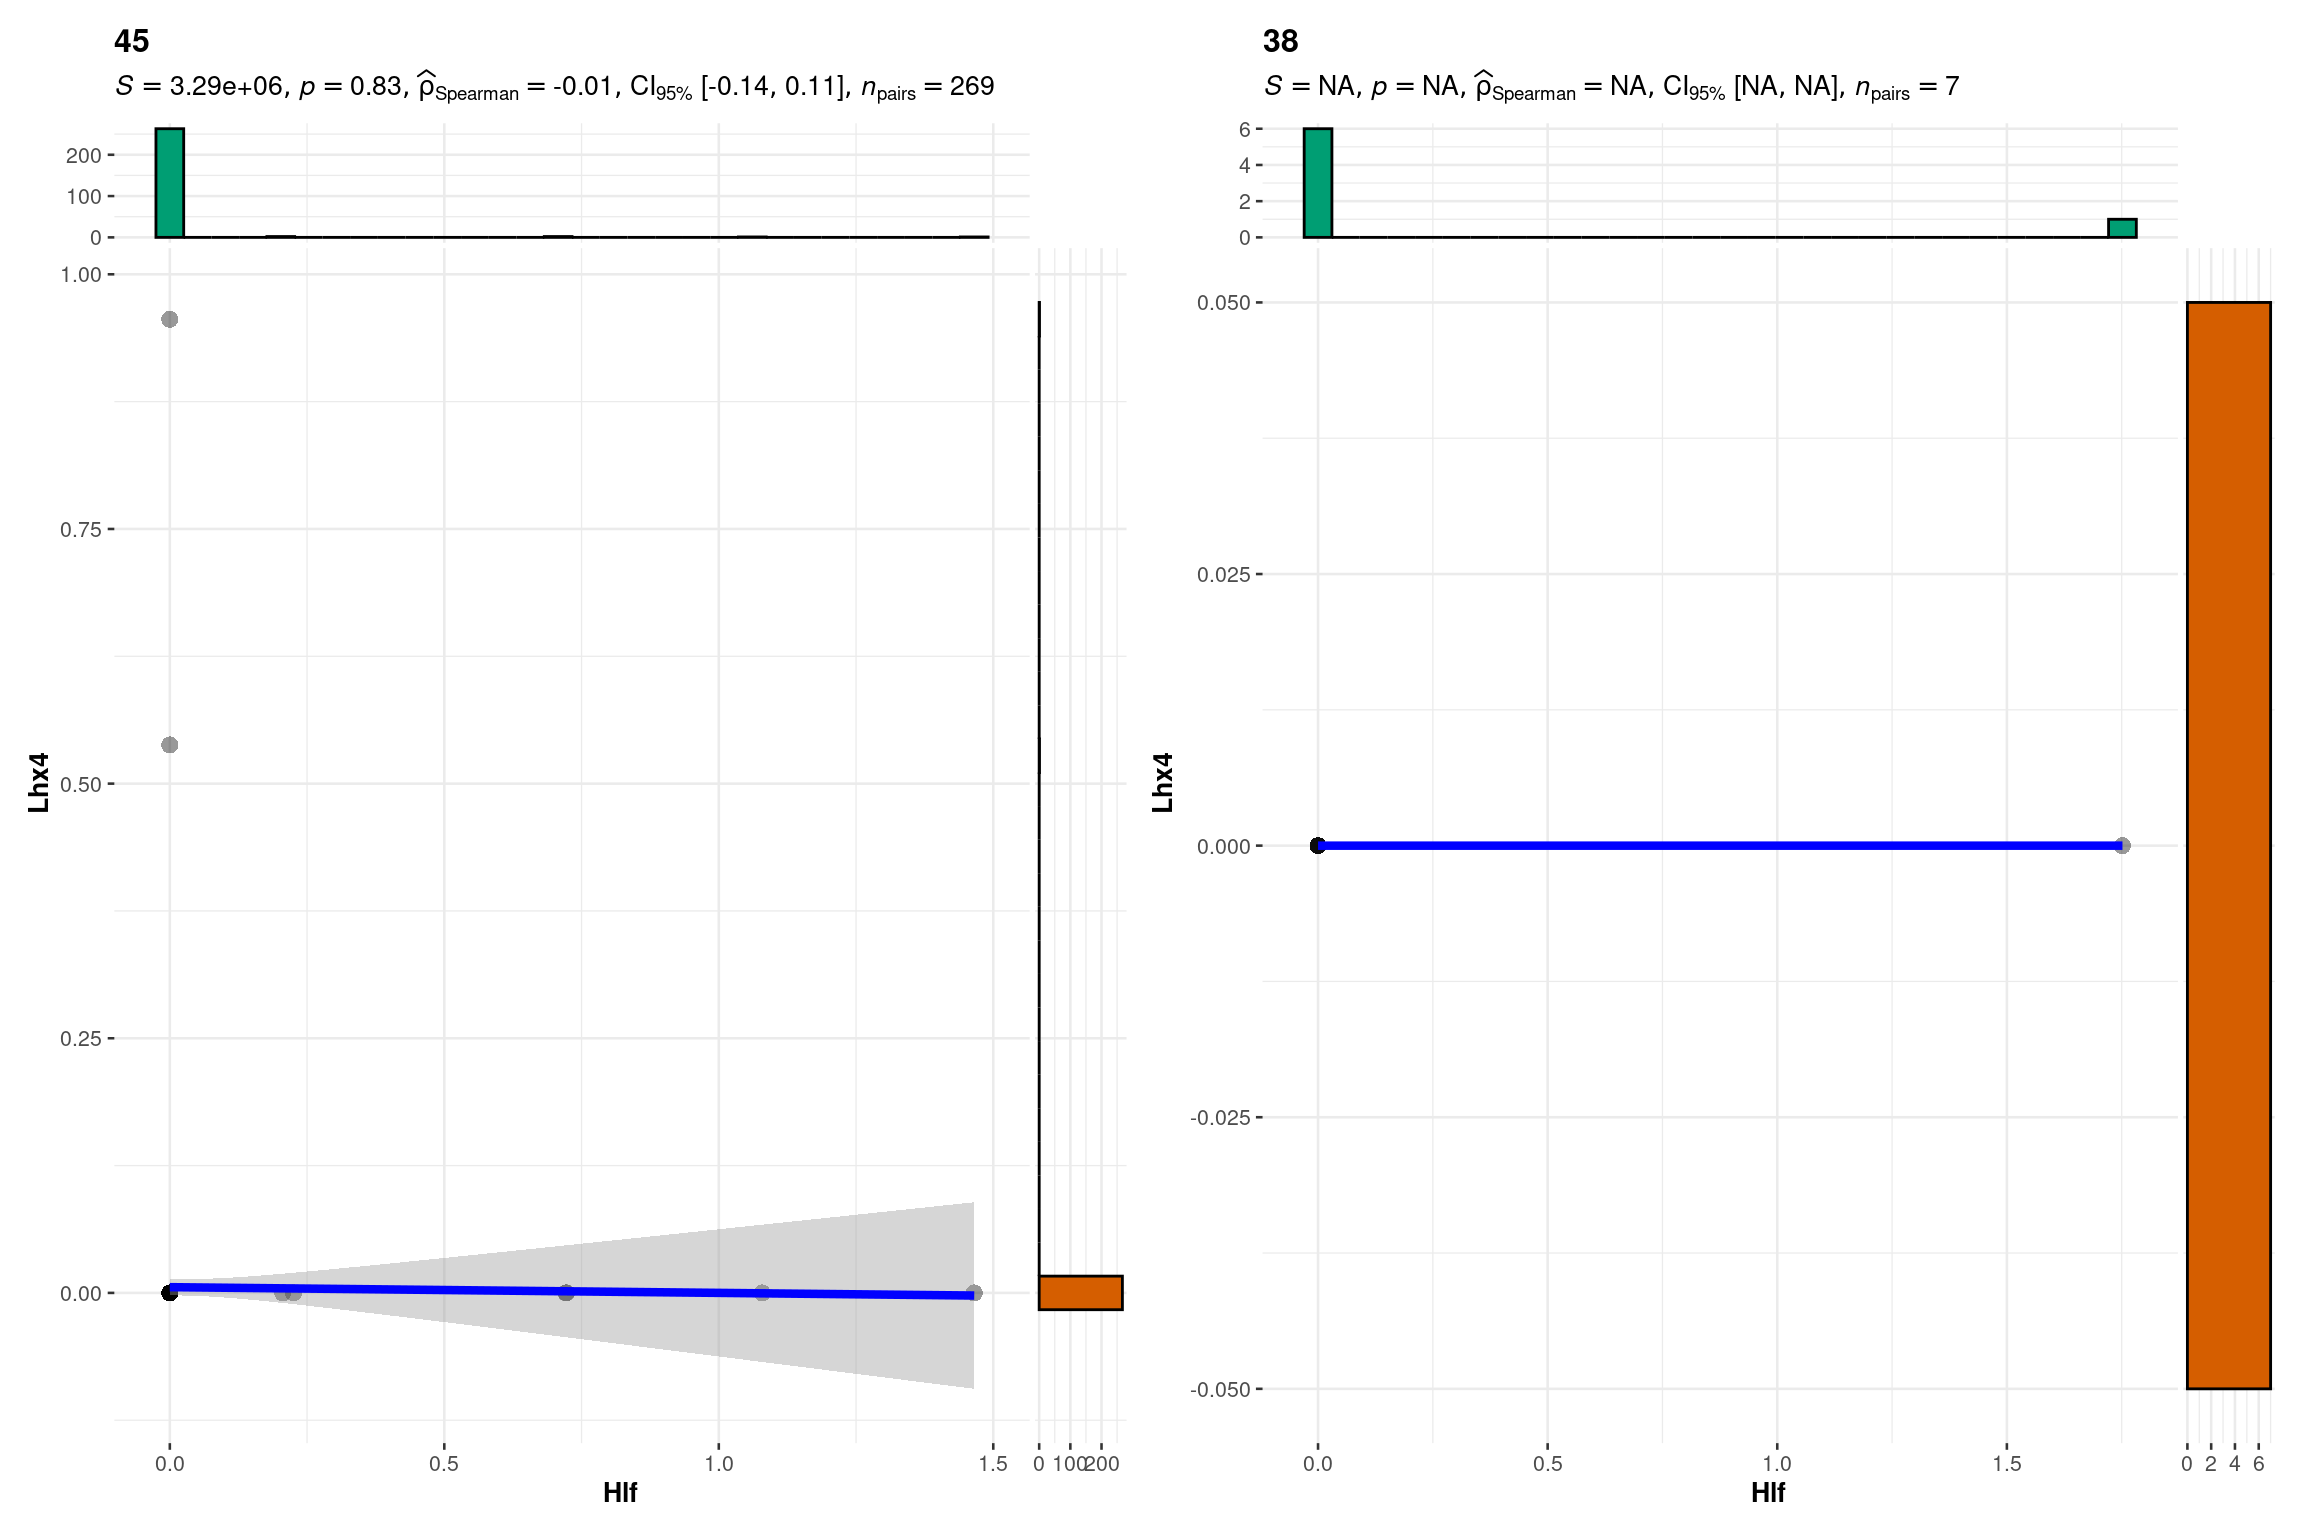 45
S = 3.29e+06, p = 0.83, ρ̂Spearman = -0.01, CI95% [-0.14, 0.11], npairs = 269
200
100
0
1.00
0.75
0.50
0.25
0.00
Lhx4
0.0 0.5 1.0 1.5
0 100 200
Hlf
38
S = NA, p = NA, ρ̂Spearman = NA, CI95% [NA, NA], npairs = 7
6
4
2
0
0.050
0.025
0.000
-0.025
-0.050
Lhx4
0.0 0.5 1.0 1.5
0 2 4 6
Hlf